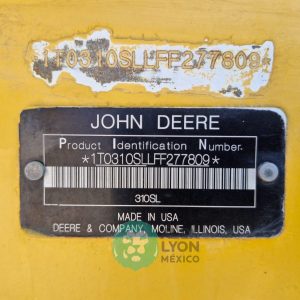 1T0310SLLFF277809*
JOHN DEERE
Product Identification Number
*1T0310SLLFF277809*
310SL
MADE IN USA
DEERE & COMPANY, MOLINE, ILLINOIS, USA
LYON
MÉXICO